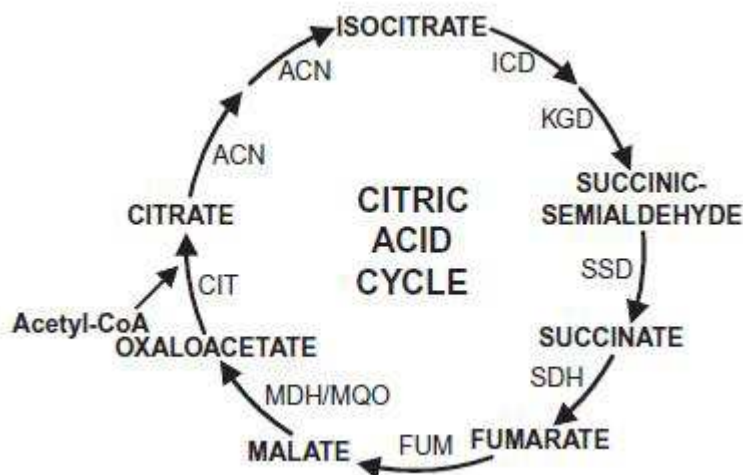 ISOCITRATE
ACN
ICD
KGD
ACN
SUCCINIC-
SEMIALDEHYDE
CITRATE
CITRIC
ACID
CYCLE
SSD
CIT
Acetyl-CoA
OXALOACETATE
SUCCINATE
SDH
MDH/MQO
FUMARATE
FUM
MALATE